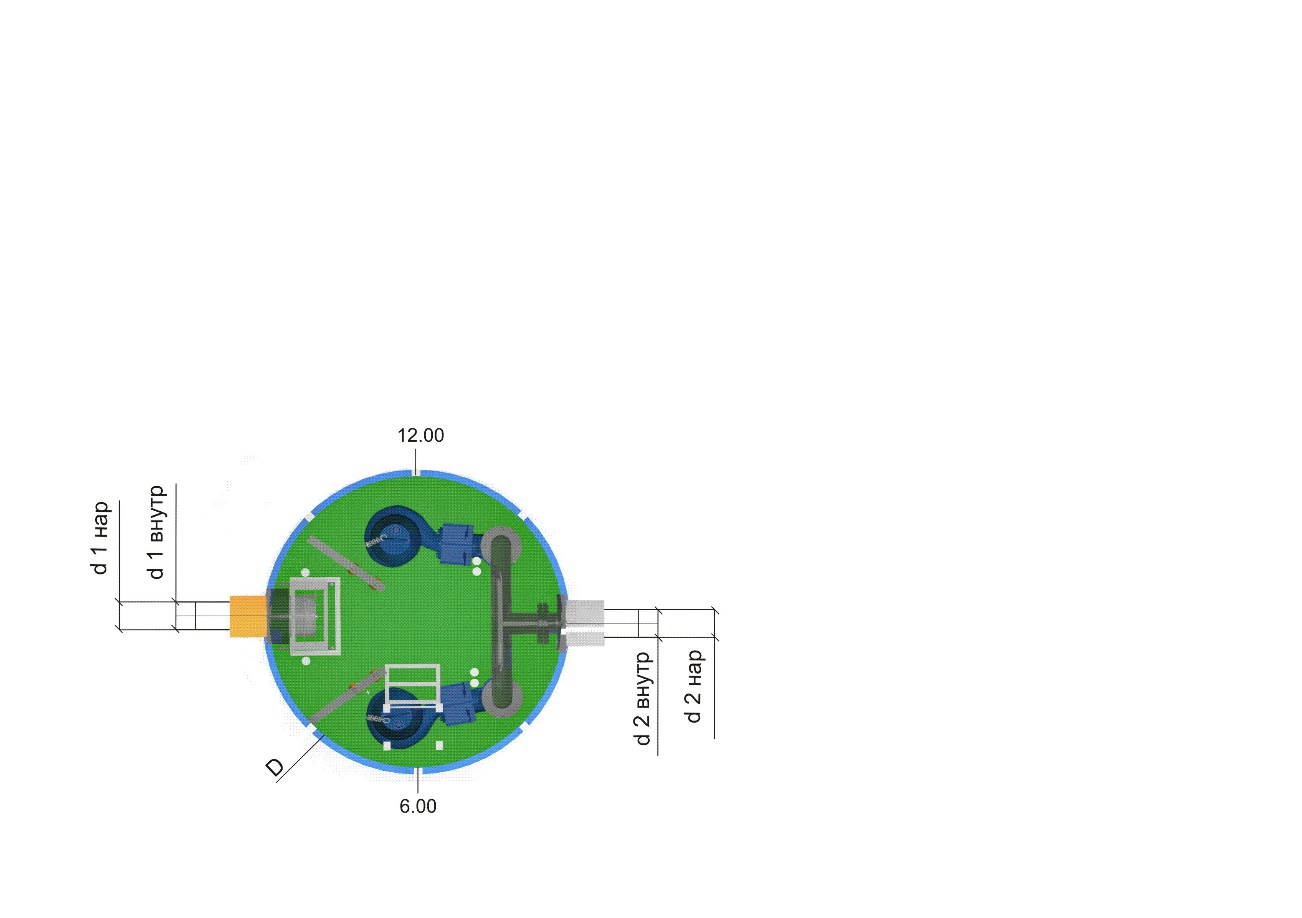 12.00
d 1 нар
d 1 внутр
d 2 внутр
d 2 нар
D
6.00